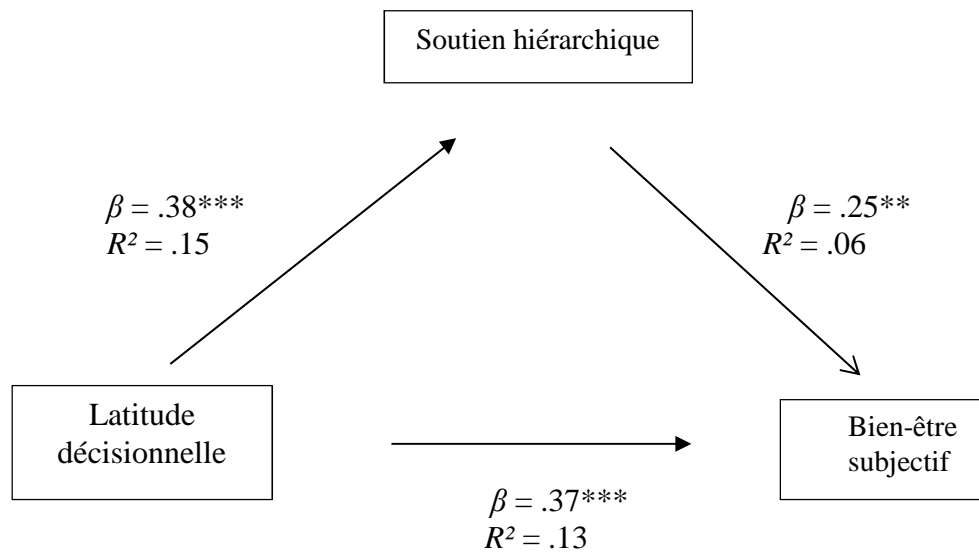 Soutien hiérarchique
β = .38***
R² = .15
β = .25**
R² = .06
Latitude
décisionnelle
Bien-être
subjectif
β = .37***
R² = .13